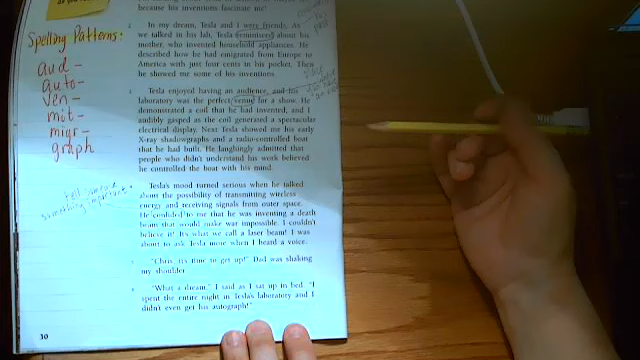 because his inventions fascinate me!
do you
Spelling Patterns:
aud-
auto-
ven-
mit-
migr-
graph
In my dream, Tesla and I were friends. As
we talked in his lab, Tesla reminisced about his
mother, who invented household appliances. He
described how he had emigrated from Europe to
America with just four cents in his pocket. Then
he showed me some of his inventions.
Tesla enjoyed having an audience, and his
laboratory was the perfect venue for a show. He
demonstrated a coil that he had invented, and I
audibly gasped as the coil generated a spectacular
electrical display. Next Tesla showed me his early
X-ray shadowgraphs and a radio-controlled boat
that he had built. He laughingly admitted that
people who didn't understand his work believed
he controlled the boat with his mind.
tell someone
something important
Tesla's mood turned serious when he talked
about the possibility of transmitting wireless
energy and receiving signals from outer space.
He confided to me that he was inventing a death
beam that would make war impossible. I couldn't
believe it! It's what we call a laser beam! I was
about to ask Tesla more when I heard a voice.
"Chris, it's time to get up!" Dad was shaking
my shoulder
"What a dream," I said as I sat up in bed "I
spent the entire night in Tesla's laboratory and I
didn't even get his autograph!"
30